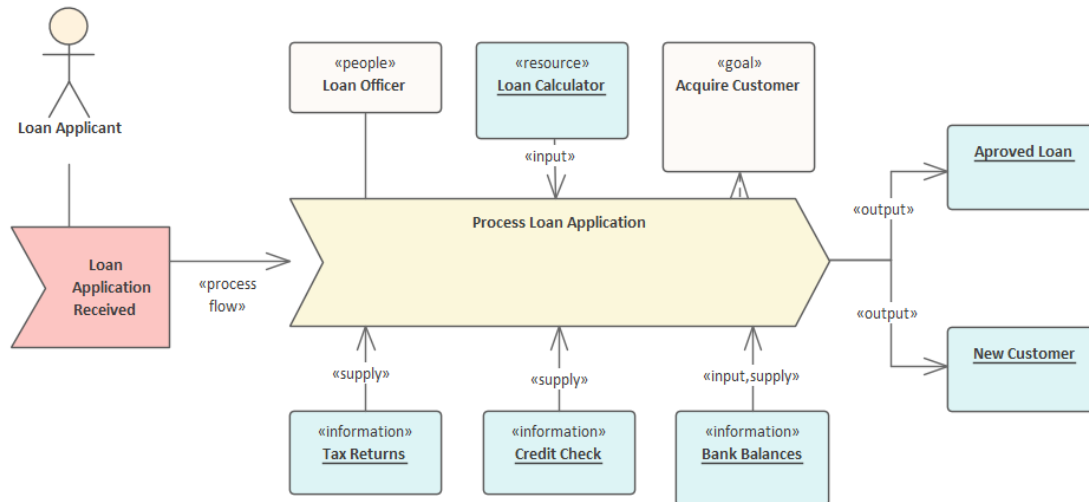 Loan Applicant
«people»
Loan Officer
«resource»
Loan Calculator
«goal»
Acquire Customer
«input»
Aproved Loan
«output»
Process Loan Application
Loan
Application
Received
«process
flow»
«output»
New Customer
«supply»
«supply»
«input,supply»
«information»
Tax Returns
«information»
Credit Check
«information»
Bank Balances